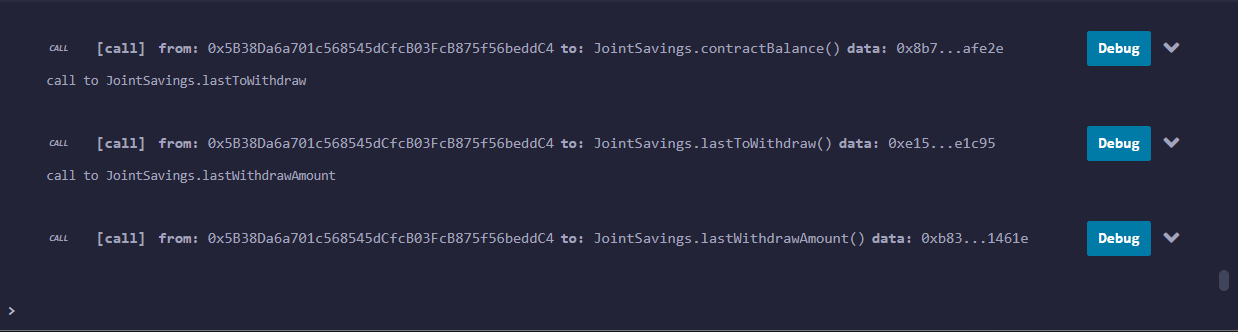 CALL [call] from: 0x5B38Da6a701c568545dCfcB03FcB875f56beddC4 to: JointSavings.contractBalance() data: 0x8b7...afe2e Debug
call to JointSavings.lastToWithdraw
CALL [call] from: 0x5B38Da6a701c568545dCfcB03FcB875f56beddC4 to: JointSavings.lastToWithdraw() data: 0xe15...e1c95 Debug
call to JointSavings.lastWithdrawAmount
CALL [call] from: 0x5B38Da6a701c568545dCfcB03FcB875f56beddC4 to: JointSavings.lastWithdrawAmount() data: 0xb83...1461e Debug
>